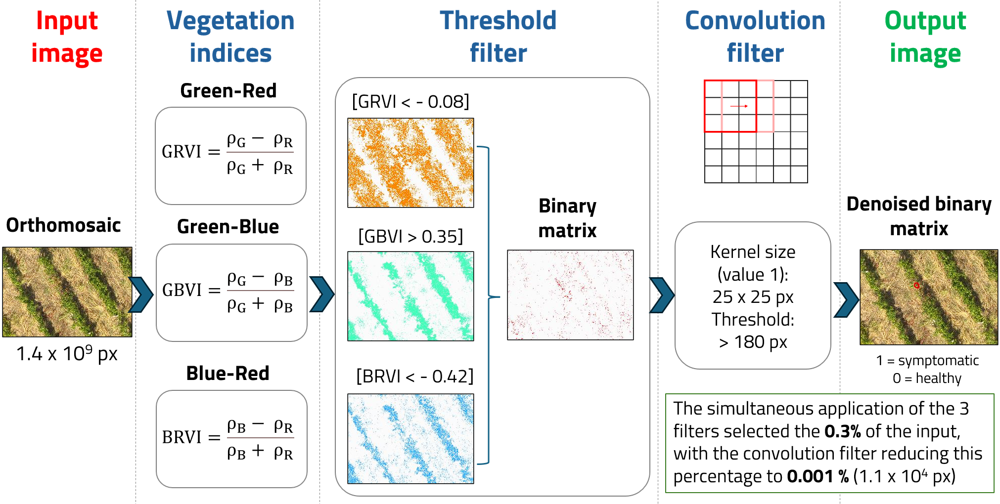 Input
image
Vegetation
indices
Threshold
filter
Convolution
filter
Output
image
Orthomosaic
1.4 x 10⁹ px
Green-Red
GRVI = (ρG − ρR) / (ρG + ρR)
Green-Blue
GBVI = (ρG − ρB) / (ρG + ρB)
Blue-Red
BRVI = (ρB − ρR) / (ρB + ρR)
[GRVI < - 0.08]
[GBVI > 0.35]
[BRVI < - 0.42]
Binary
matrix
Kernel size
(value 1):
25 x 25 px
Threshold:
> 180 px
Denoised binary
matrix
1 = symptomatic
0 = healthy
The simultaneous application of the 3
filters selected the 0.3% of the input,
with the convolution filter reducing this
percentage to 0.001 % (1.1 x 10⁴ px)